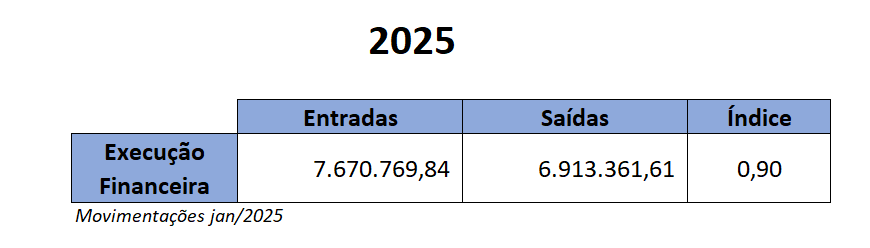 2025
Entradas Saídas Índice
Execução
Financeira 7.670.769,84 6.913.361,61 0,90
Movimentações jan/2025